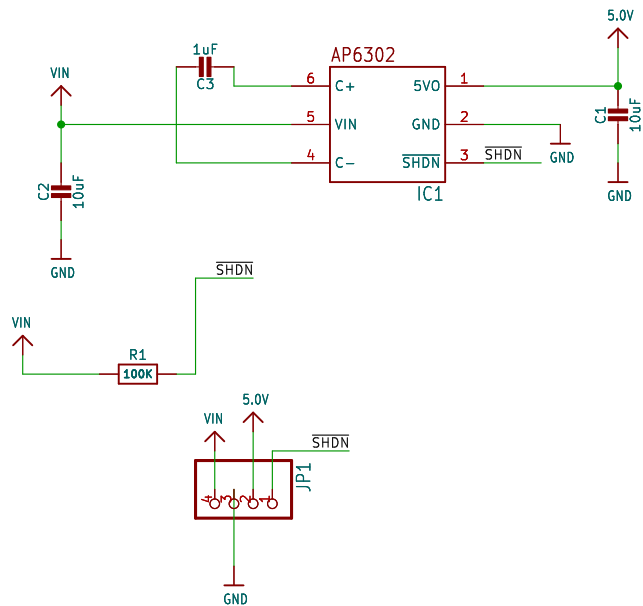 5.0V
1uF
AP6302
VIN
C3
6 C+ 5VO 1
C1
10uF
5 VIN GND 2
4 C- SHDN 3
SHDN
GND
IC1
GND
C2
10uF
GND
SHDN
VIN
R1
100K
VIN
5.0V
SHDN
JP1
4 3 2 1
GND